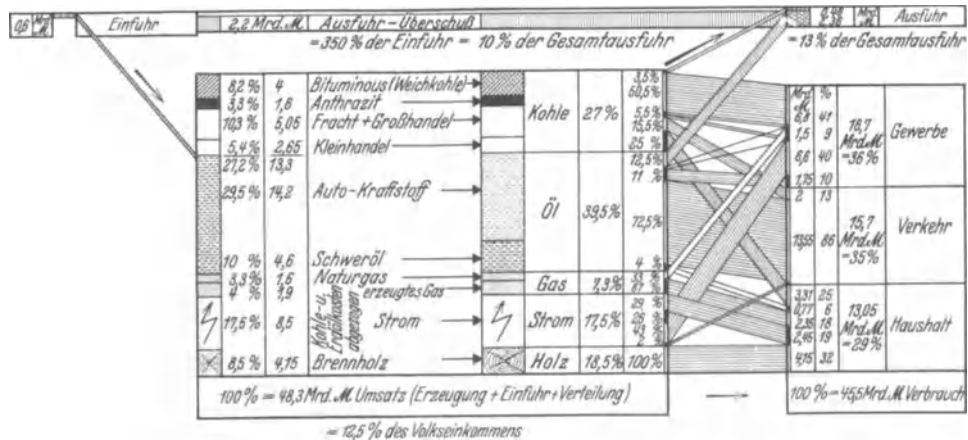 0,6 Mrd. M Einfuhr 2,2 Mrd. M Ausfuhr-Überschuß Ausfuhr
= 350 % der Einfuhr = 10 % der Gesamtausfuhr
= 13 % der Gesamtausfuhr
8,2 % 4 Bituminous (Weichkohle)
3,3 % 1,6 Anthrazit
10,3 % 5,05 Fracht + Großhandel
5,4 % 2,65 Kleinhandel
27,2 % 13,3
29,5 % 14,2 Auto-Kraftstoff
10 % 4,6 Schweröl
3,3 % 1,6 Naturgas
4 % 1,9 erzeugtes Gas
Kohle- u.
Erdölkosten
abgezogen
17,5 % 8,5 Strom
8,5 % 4,15 Brennholz
Kohle 27 %
3,5 %
50,5 %
5,5 %
15,5 %
25 %
Öl 39,5 %
12,5 %
11 %
72,5 %
4 %
Gas 7,3 %
33 %
67 %
Strom 17,5 %
29 %
Holz 18,5 % 100 %
Mrd. M %
6,8 41
1,5 9
6,6 40
1,75 10
16,7
Mrd. M
= 36 %
Gewerbe
2 13
13,55 86
15,7
Mrd. M
= 35 %
Verkehr
3,31 25
0,77 6
2,35 18
2,45 19
4,15 32
13,05
Mrd. M
= 29 %
Haushalt
100 % = 48,3 Mrd. M Umsatz (Erzeugung + Einfuhr + Verteilung)
100 % = 45,5 Mrd. M Verbrauch
= 12,5 % des Volkseinkommens